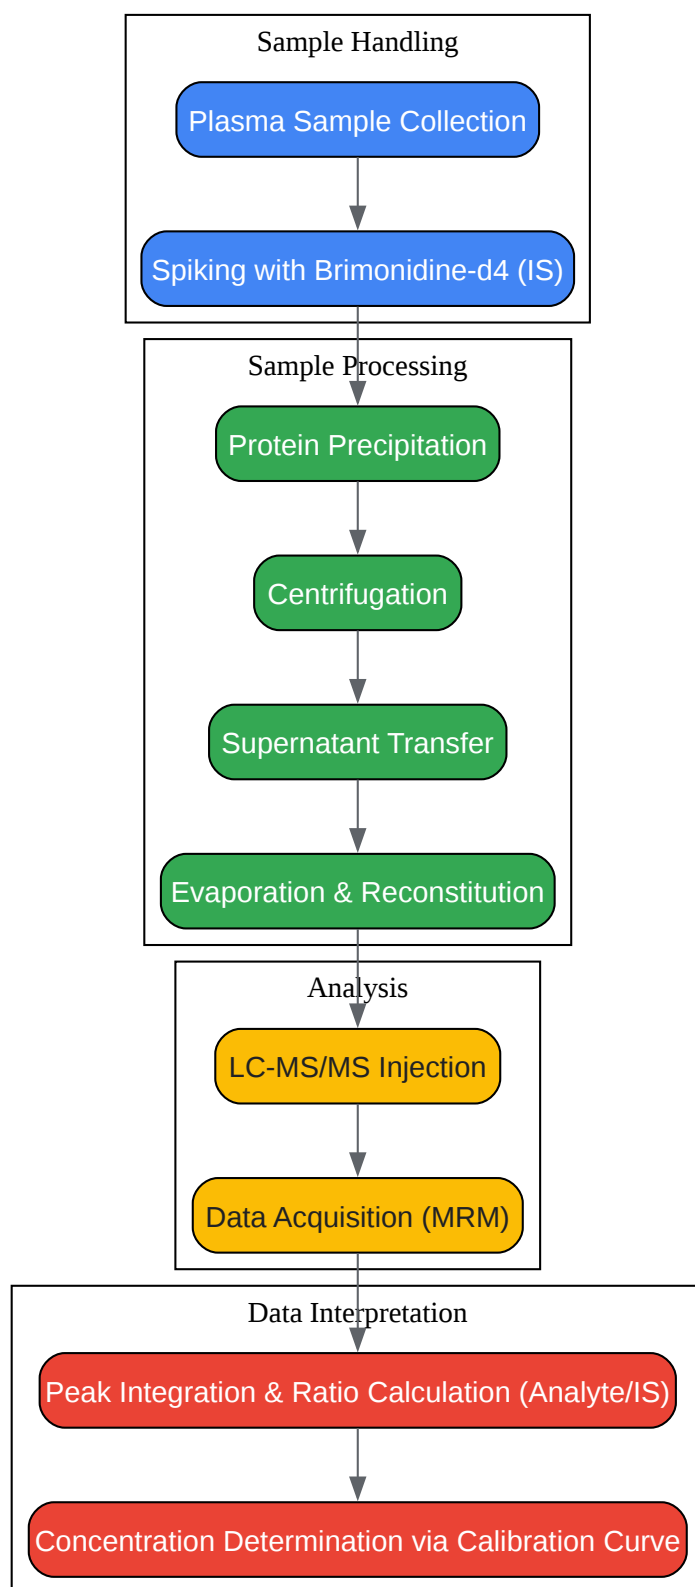 Sample Handling
Plasma Sample Collection
Spiking with Brimonidine-d4 (IS)
Sample Processing
Protein Precipitation
Centrifugation
Supernatant Transfer
Evaporation & Reconstitution
Analysis
LC-MS/MS Injection
Data Acquisition (MRM)
Data Interpretation
Peak Integration & Ratio Calculation (Analyte/IS)
Concentration Determination via Calibration Curve